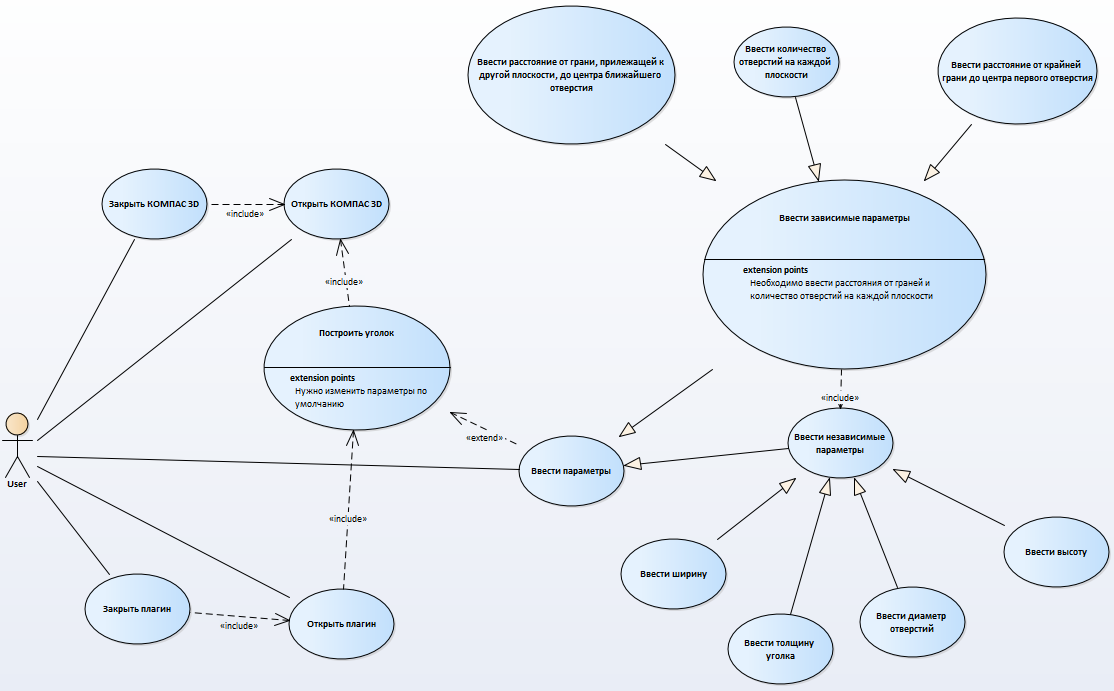 Ввести расстояние от грани, прилежащей к
другой плоскости, до центра ближайшего
отверстия
Ввести количество
отверстий на каждой
плоскости
Ввести расстояние от крайней
грани до центра первого отверстия
Закрыть КОМПАС 3D
«include»
Открыть КОМПАС 3D
Ввести зависимые параметры
extension points
Необходимо ввести расстояния от граней и
количество отверстий на каждой плоскости
«include»
Построить уголок
extension points
Нужно изменить параметры по
умолчанию
«include»
«extend»
Ввести независимые
параметры
Ввести параметры
User
«include»
Ввести ширину
Ввести высоту
Закрыть плагин
«include»
Открыть плагин
Ввести толщину
уголка
Ввести диаметр
отверстий